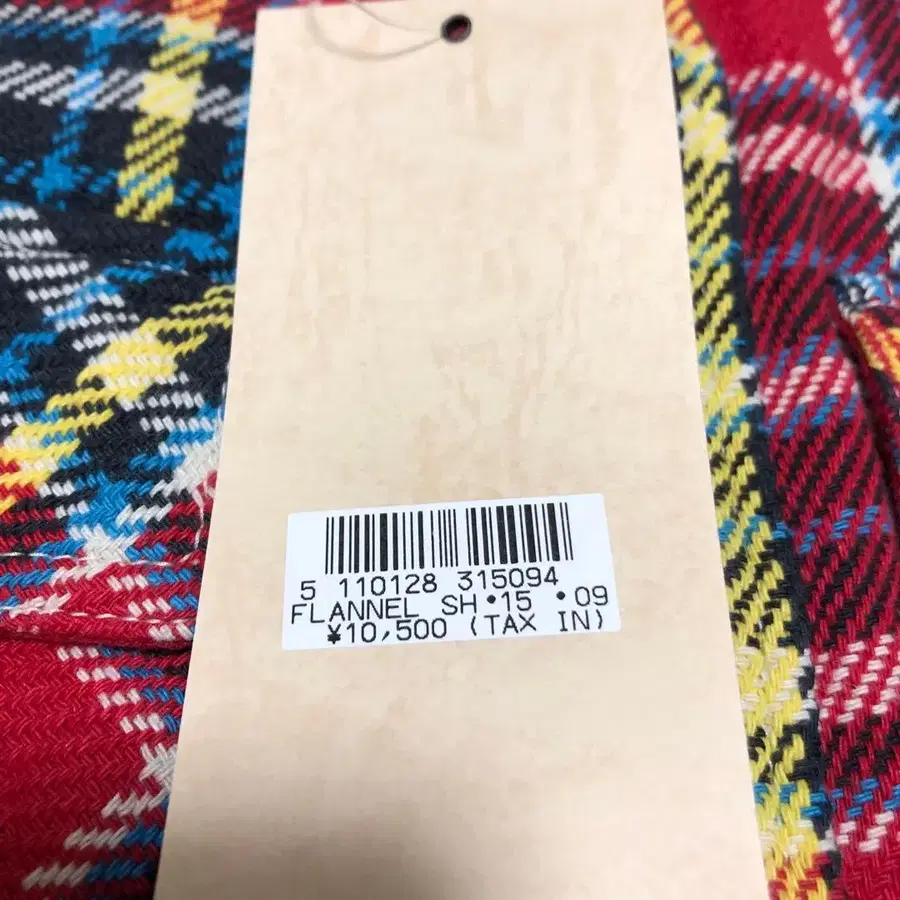 5 110128 315094
FLANNEL SH•15 •09
¥10,500 (TAX IN)